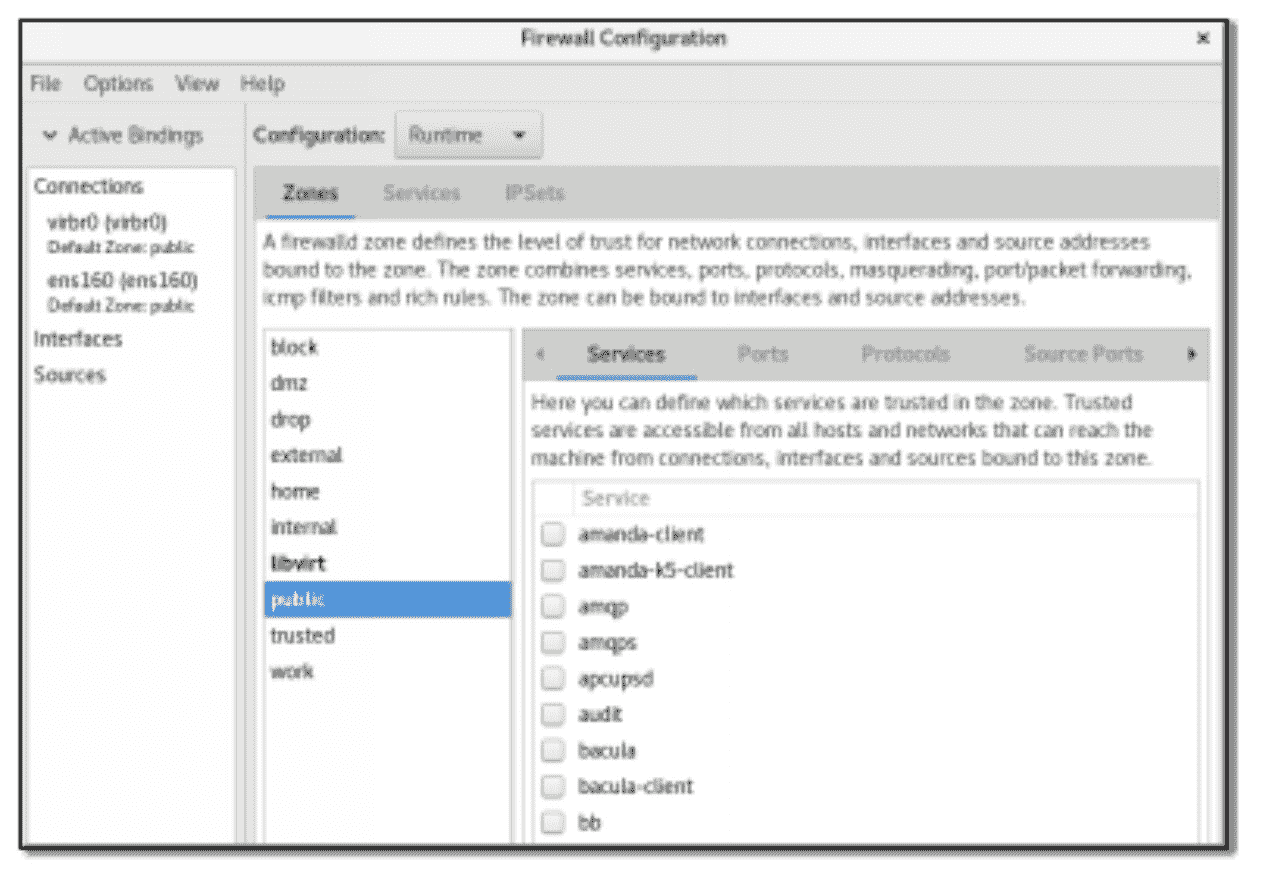 Firewall Configuration
File Options View Help
Active Bindings
Configuration: Runtime
Connections
virbr0 (virbr0)
Default Zone: public
ens160 (ens160)
Default Zone: public
Interfaces
Sources
Zones Services IPSets
A firewalld zone defines the level of trust for network connections, interfaces and source addresses
bound to the zone. The zone combines services, ports, protocols, masquerading, port/packet forwarding,
icmp filters and rich rules. The zone can be bound to interfaces and source addresses.
block
dmz
drop
external
home
internal
libvirt
public
trusted
work
Services Ports Protocols Source Ports
Here you can define which services are trusted in the zone. Trusted
services are accessible from all hosts and networks that can reach the
machine from connections, interfaces and sources bound to this zone.
Service
amanda-client
amanda-k5-client
amqp
amqps
apcupsd
audit
bacula
bacula-client
bb